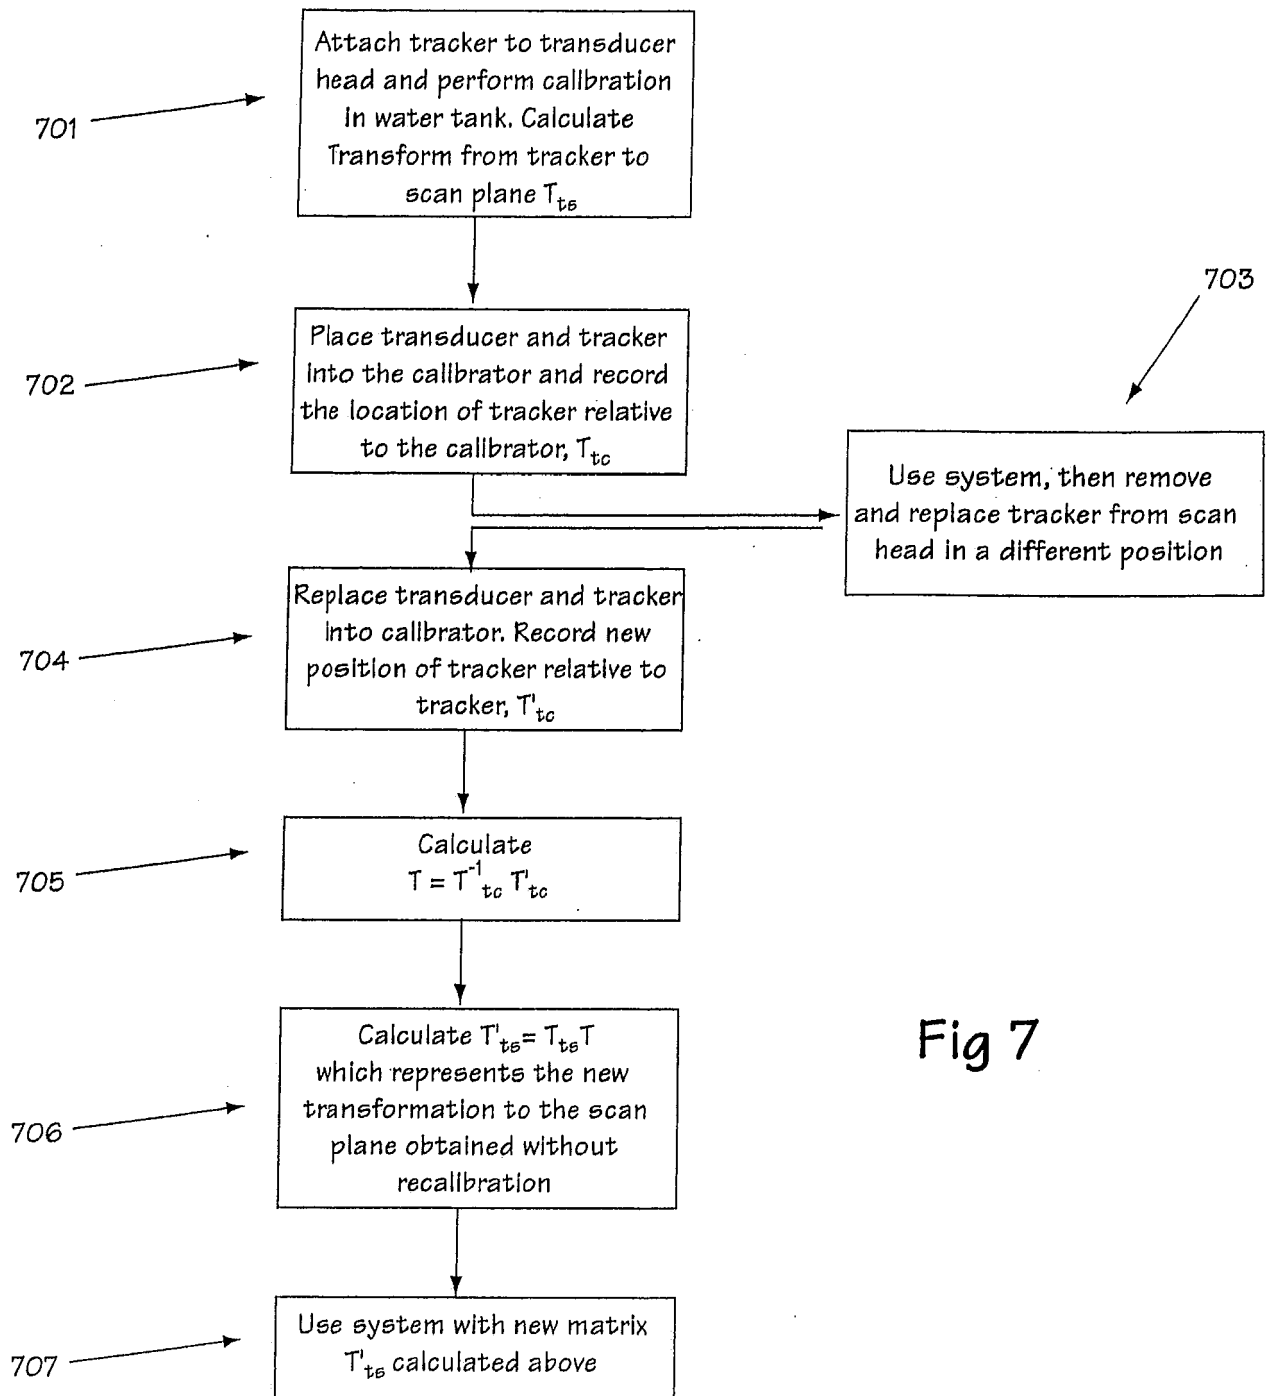 701
Attach tracker to transducer
head and perform calibration
in water tank. Calculate
Transform from tracker to
scan plane T_ts
702
Place transducer and tracker
into the calibrator and record
the location of tracker relative
to the calibrator, T_tc
703
Use system, then remove
and replace tracker from scan
head in a different position
704
Replace transducer and tracker
into calibrator. Record new
position of tracker relative to
tracker, T'_tc
705
Calculate
T = T^-1_tc T'_tc
706
Calculate T'_ts = T_ts T
which represents the new
transformation to the scan
plane obtained without
recalibration
707
Use system with new matrix
T'_ts calculated above
Fig 7